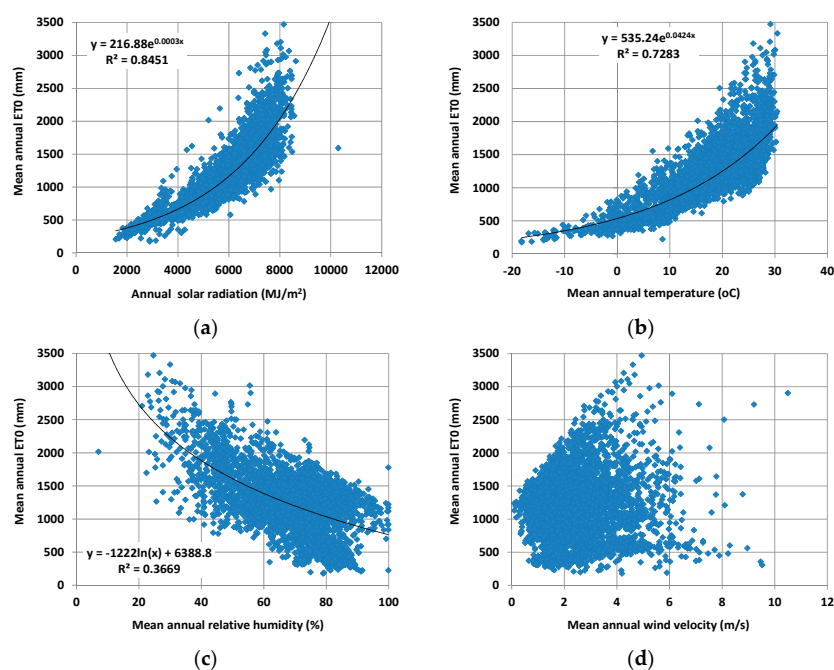 3500
3000
2500
2000
1500
1000
500
0
Mean annual ET0 (mm)
y = 216.88e^0.0003x
R² = 0.8451
0 2000 4000 6000 8000 10000 12000
Annual solar radiation (MJ/m²)
(a)
3500
3000
2500
2000
1500
1000
500
0
Mean annual ET0 (mm)
y = 535.24e^0.0424x
R² = 0.7283
-20 -10 0 10 20 30 40
Mean annual temperature (oC)
(b)
3500
3000
2500
2000
1500
1000
500
0
Mean annual ET0 (mm)
y = -1222ln(x) + 6388.8
R² = 0.3669
0 20 40 60 80 100
Mean annual relative humidity (%)
(c)
3500
3000
2500
2000
1500
1000
500
0
Mean annual ET0 (mm)
0 2 4 6 8 10 12
Mean annual wind velocity (m/s)
(d)